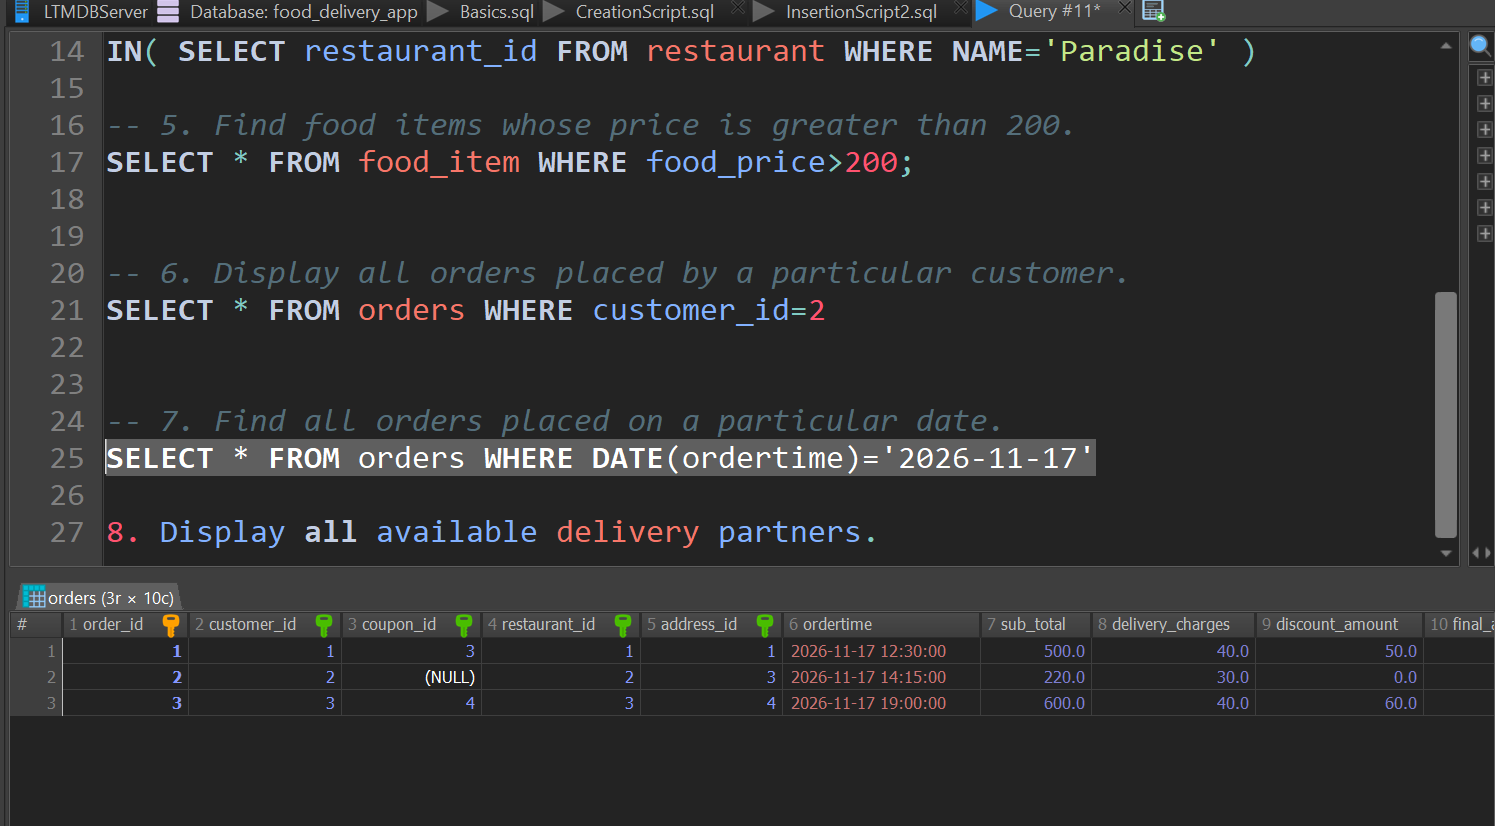 LTMDBServer Database: food_delivery_app Basics.sql CreationScript.sql InsertionScript2.sql Query #11*
14 IN( SELECT restaurant_id FROM restaurant WHERE NAME='Paradise' )
15
16 -- 5. Find food items whose price is greater than 200.
17 SELECT * FROM food_item WHERE food_price>200;
18
19
20 -- 6. Display all orders placed by a particular customer.
21 SELECT * FROM orders WHERE customer_id=2
22
23
24 -- 7. Find all orders placed on a particular date.
25 SELECT * FROM orders WHERE DATE(ordertime)='2026-11-17'
26
27 8. Display all available delivery partners.
orders (3r × 10c)
# 1 order_id 2 customer_id 3 coupon_id 4 restaurant_id 5 address_id 6 ordertime 7 sub_total 8 delivery_charges 9 discount_amount 10 final_
1 1 1 3 1 1 2026-11-17 12:30:00 500.0 40.0 50.0
2 2 2 (NULL) 2 3 2026-11-17 14:15:00 220.0 30.0 0.0
3 3 3 4 3 4 2026-11-17 19:00:00 600.0 40.0 60.0